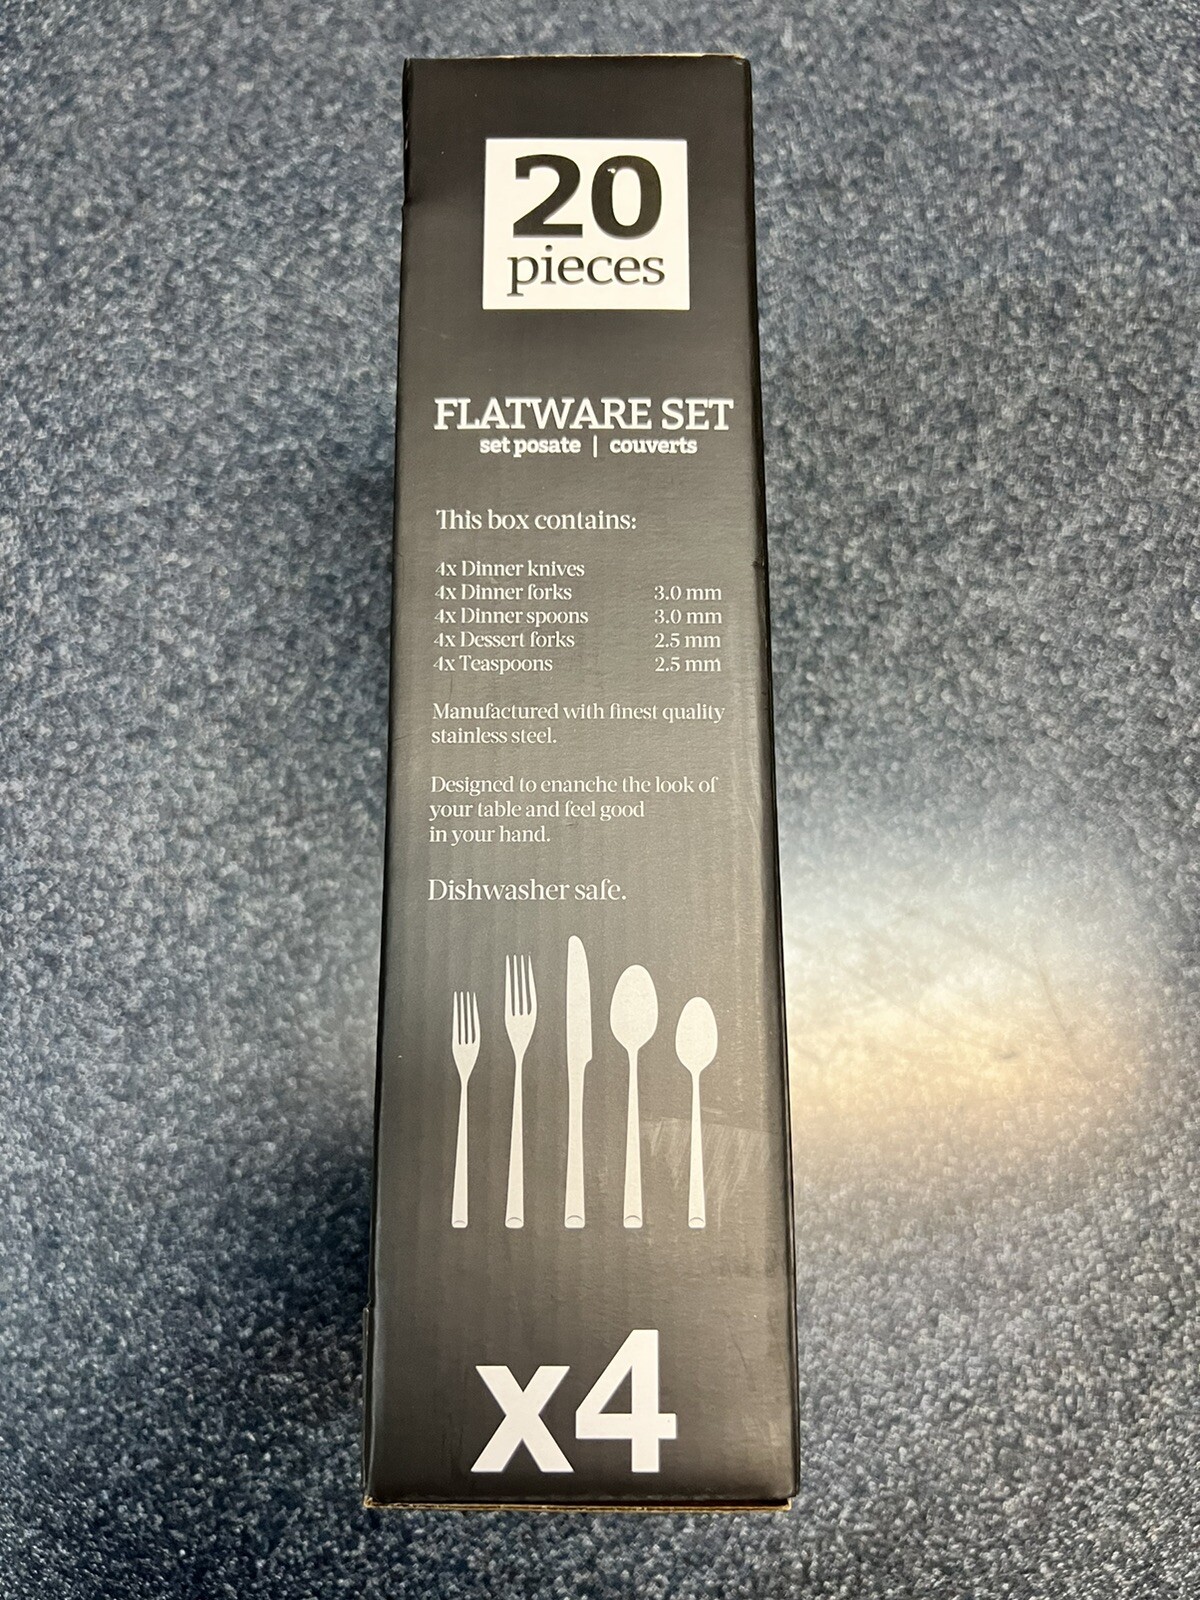 20
pieces
FLATWARE SET
set posate | couverts
This box contains:
4x Dinner knives
4x Dinner forks 3.0 mm
4x Dinner spoons 3.0 mm
4x Dessert forks 2.5 mm
4x Teaspoons 2.5 mm
Manufactured with finest quality
stainless steel.
Designed to enanche the look of
your table and feel good
in your hand.
Dishwasher safe.
x4